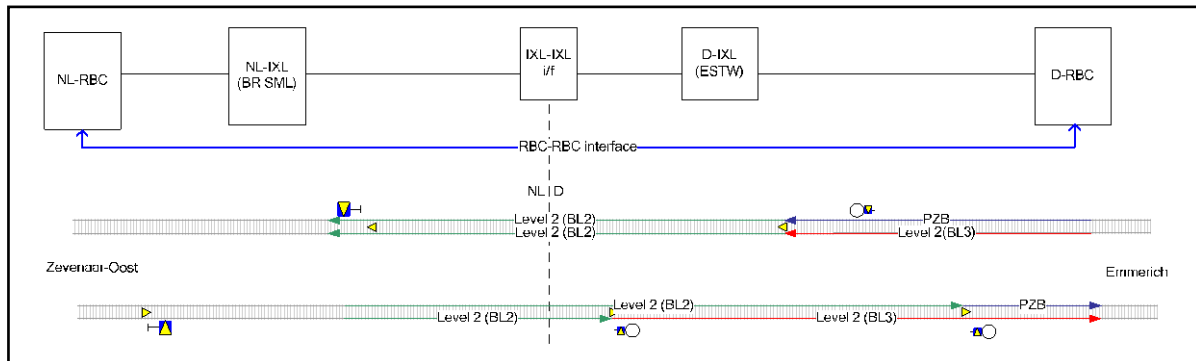 NL-RBC
NL-IXL
(BR SML)
IXL-IXL
i/f
D-IXL
(ESTW)
D-RBC
RBC-RBC interface
NL D
Level 2 (BL2)
PZB
Level 2 (BL2)
Level 2(BL3)
Zevenaar-Oost
Emmerich
Level 2 (BL2)
PZB
Level 2 (BL2)
Level 2 (BL3)